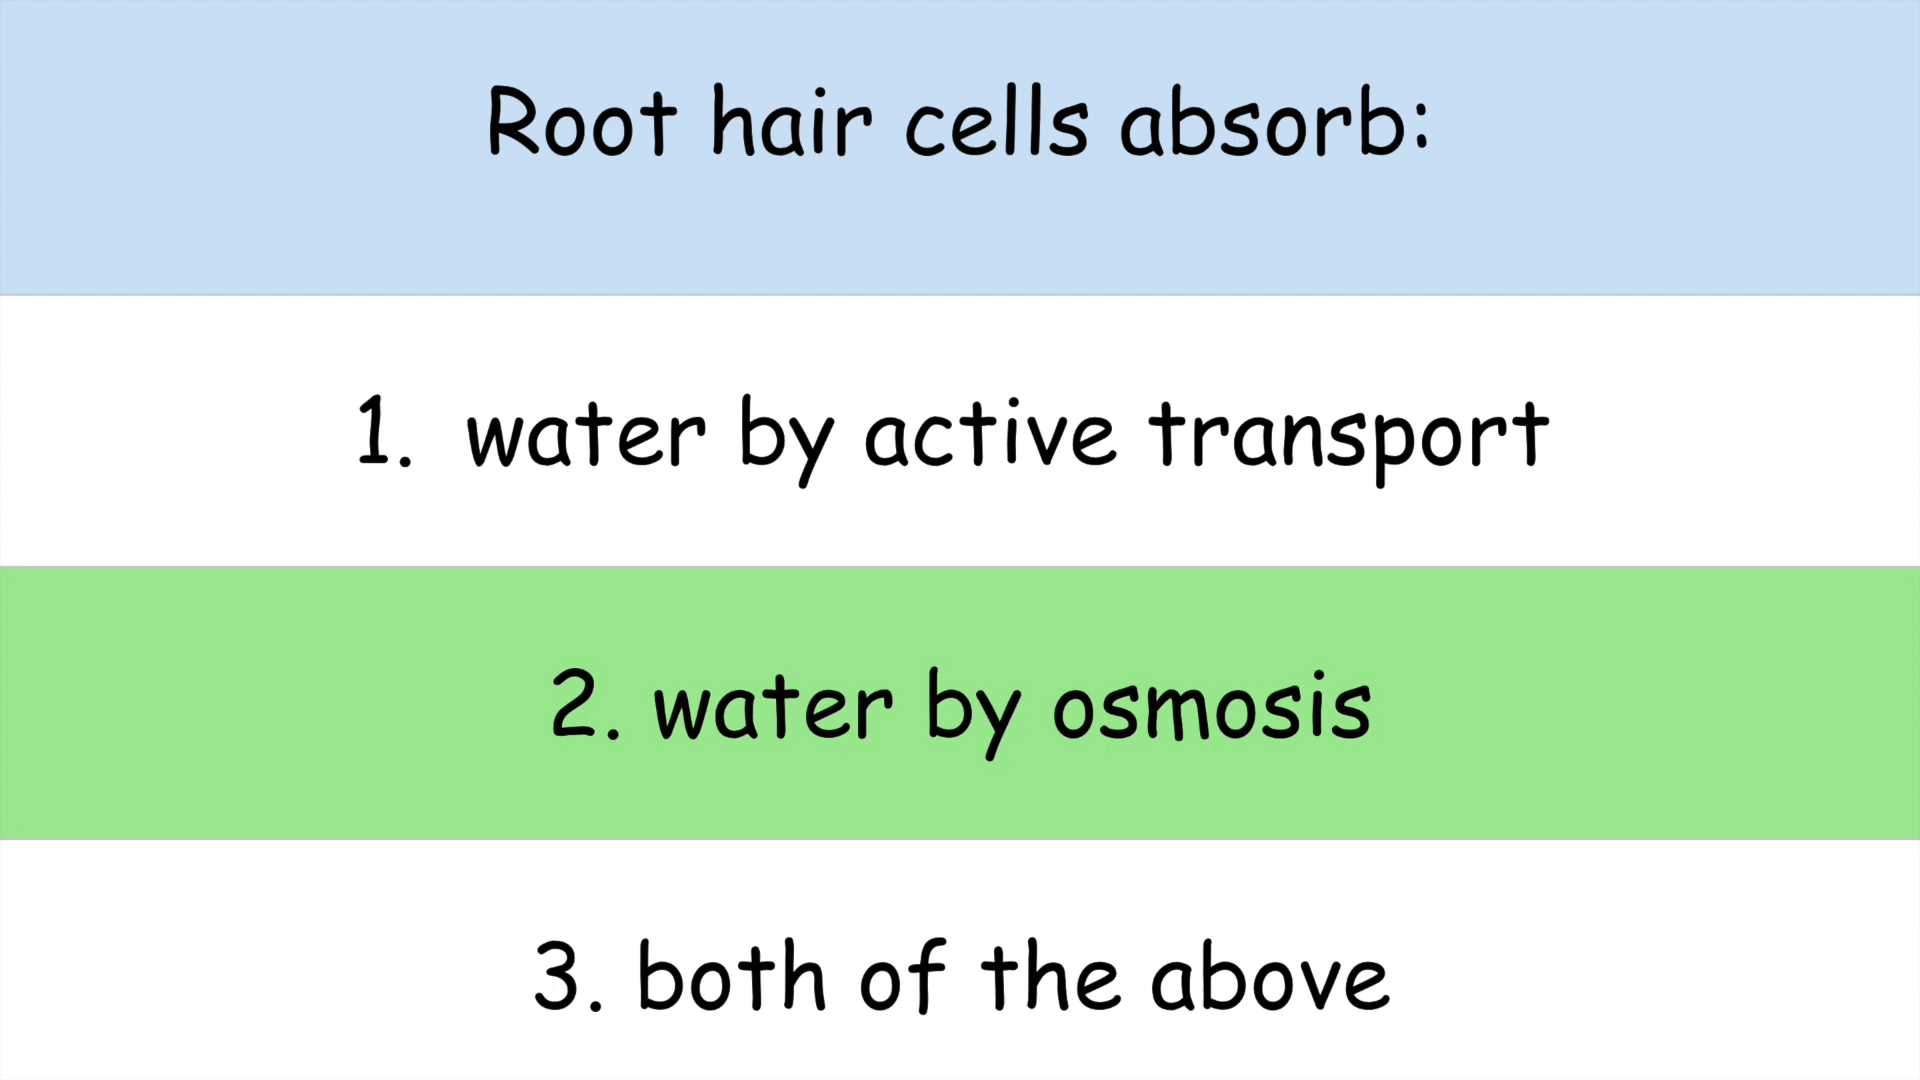 Root hair cells absorb:
1. water by active transport
2. water by osmosis
3. both of the above